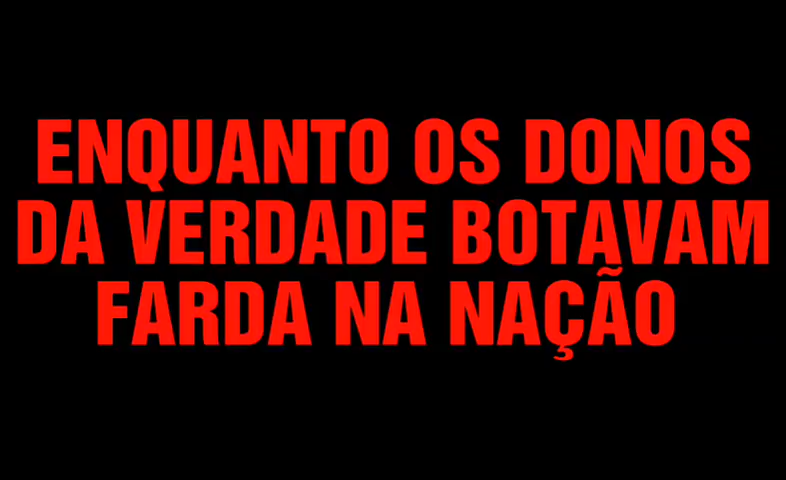 ENQUANTO OS DONOS
DA VERDADE BOTAVAM
FARDA NA NAÇÃO